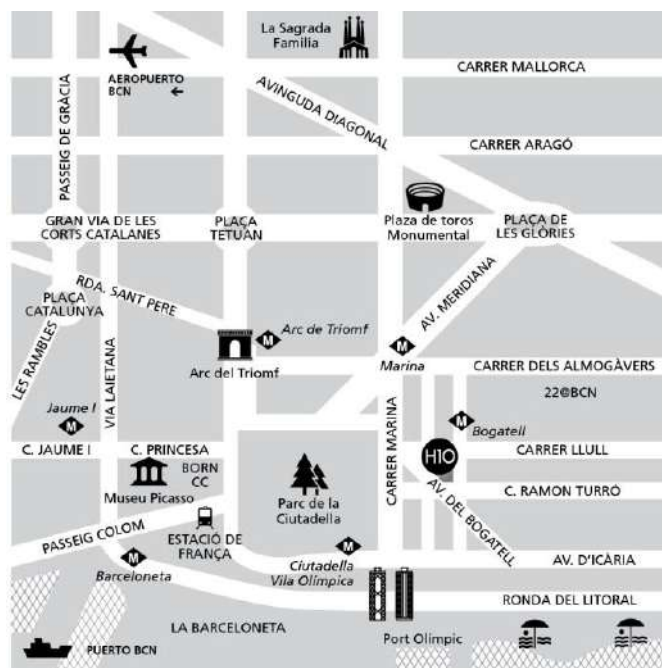 La Sagrada
Familia
CARRER MALLORCA
AEROPUERTO
BCN
AVINGUDA DIAGONAL
CARRER ARAGÓ
PASSEIG DE GRÀCIA
GRAN VIA DE LES
CORTS CATALANES
PLAÇA
TETUÁN
Plaza de toros
Monumental
PLAÇA DE
LES GLÒRIES
RDA. SANT PERE
PLAÇA
CATALUNYA
AV. MERIDIANA
LES RAMBLES
VIA LAIETANA
M
Arc de Triomf
Arc del Triomf
M
Marina
CARRER DELS ALMOGÀVERS
22@BCN
Jaume I
M
M
Bogatell
CARRER MARINA
C. JAUME I
C. PRINCESA
H10
CARRER LLULL
BORN
CC
Museu Picasso
Parc de la
Ciutadella
C. RAMON TURRÓ
AV. DEL BOGATELL
PASSEIG COLOM
ESTACIÓ DE
FRANÇA
M
Barceloneta
M
Ciutadella
Vila Olímpica
AV. D'ICÀRIA
RONDA DEL LITORAL
LA BARCELONETA
Port Olímpic
PUERTO BCN